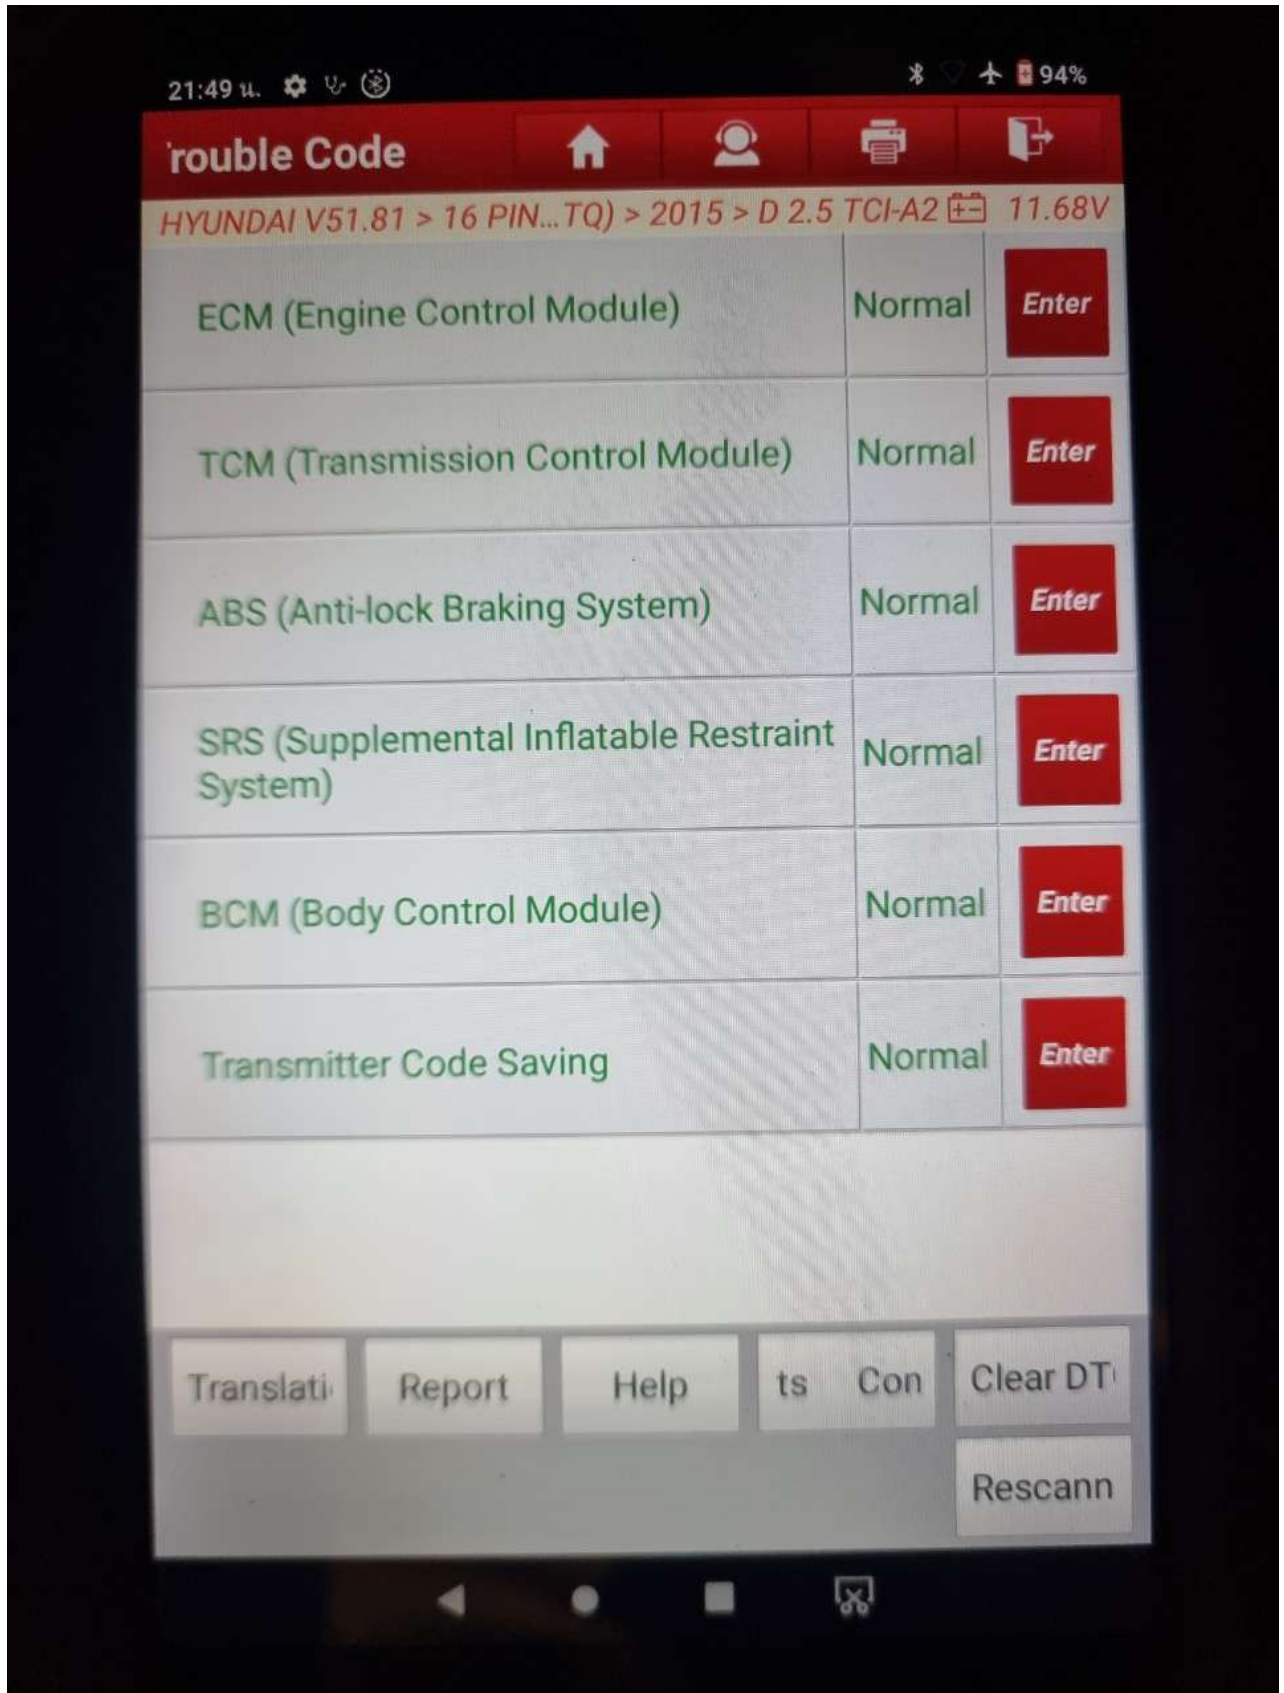 21:49 น. 94%
rouble Code
HYUNDAI V51.81 > 16 PIN...TQ) > 2015 > D 2.5 TCI-A2 11.68V
ECM (Engine Control Module) Normal Enter
TCM (Transmission Control Module) Normal Enter
ABS (Anti-lock Braking System) Normal Enter
SRS (Supplemental Inflatable Restraint
System) Normal Enter
BCM (Body Control Module) Normal Enter
Transmitter Code Saving Normal Enter
Translati Report Help ts Con Clear DT
Rescann